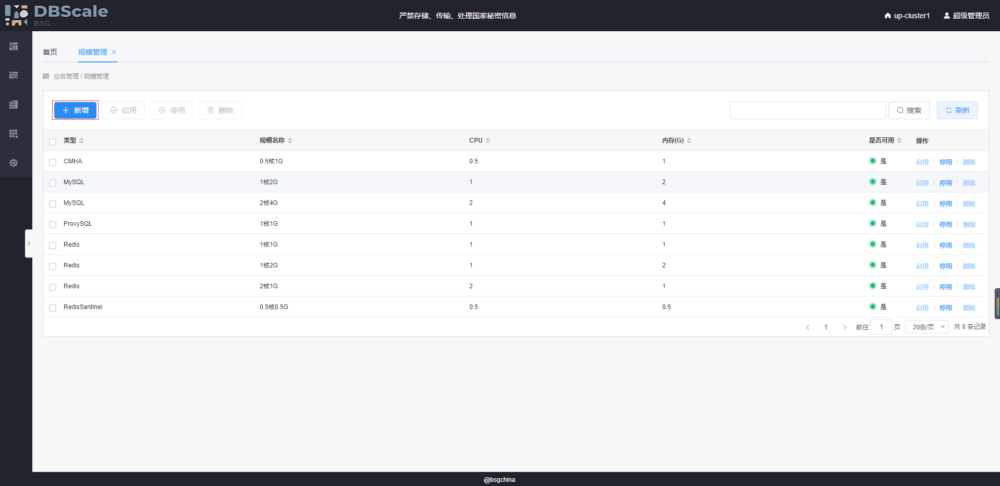 DBScale
BSG
严禁存储、传输、处理国家秘密信息
up-cluster1 超级管理员
首页 规模管理
业务管理 / 规模管理
新增 启用 停用 删除 搜索 刷新
类型 规模名称 CPU 内存(G) 是否可用 操作
CMHA 0.5核1G 0.5 1 是 启用 停用 删除
MySQL 1核2G 1 2 是 启用 停用 删除
MySQL 2核4G 2 4 是 启用 停用 删除
ProxySQL 1核1G 1 1 是 启用 停用 删除
Redis 1核1G 1 1 是 启用 停用 删除
Redis 1核2G 1 2 是 启用 停用 删除
Redis 2核1G 2 1 是 启用 停用 删除
RedisSentinel 0.5核0.5G 0.5 0.5 是 启用 停用 删除
1 前往 1 页 20条/页 共 8 条记录
@bsgchina